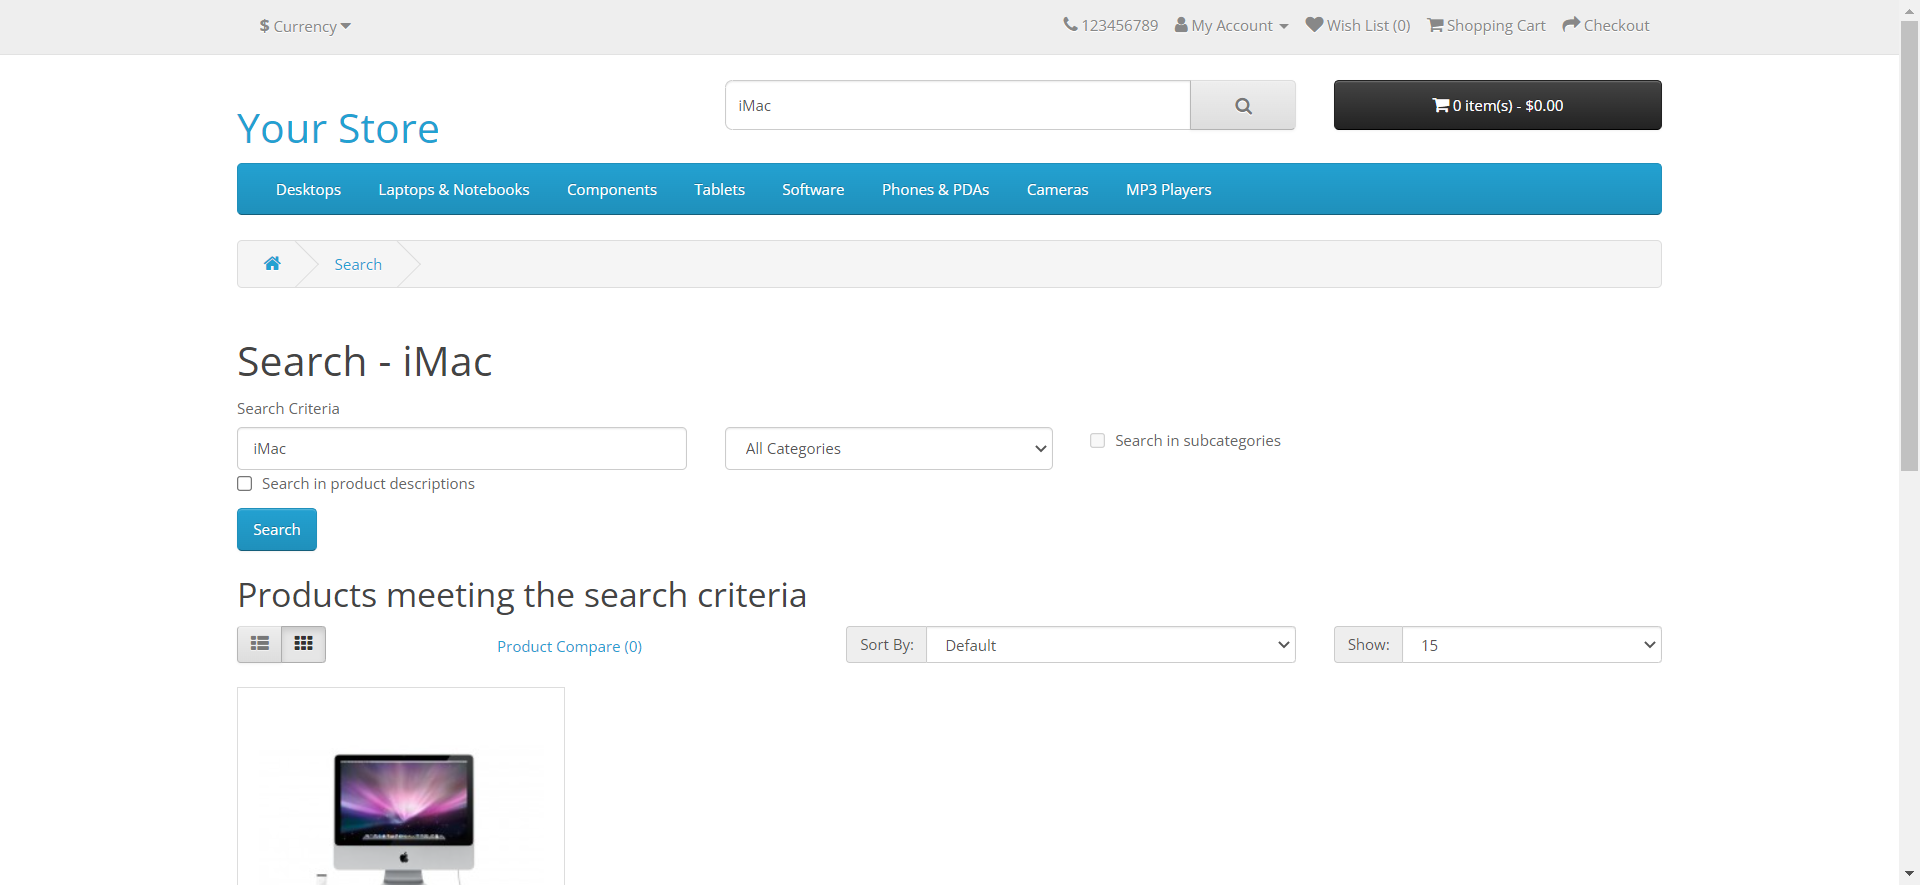 $ Currency
123456789 My Account Wish List (0) Shopping Cart Checkout
Your Store
iMac
0 item(s) - $0.00
Desktops Laptops & Notebooks Components Tablets Software Phones & PDAs Cameras MP3 Players
Search
Search - iMac
Search Criteria
iMac
All Categories
Search in subcategories
Search in product descriptions
Search
Products meeting the search criteria
Product Compare (0)
Sort By: Default
Show: 15